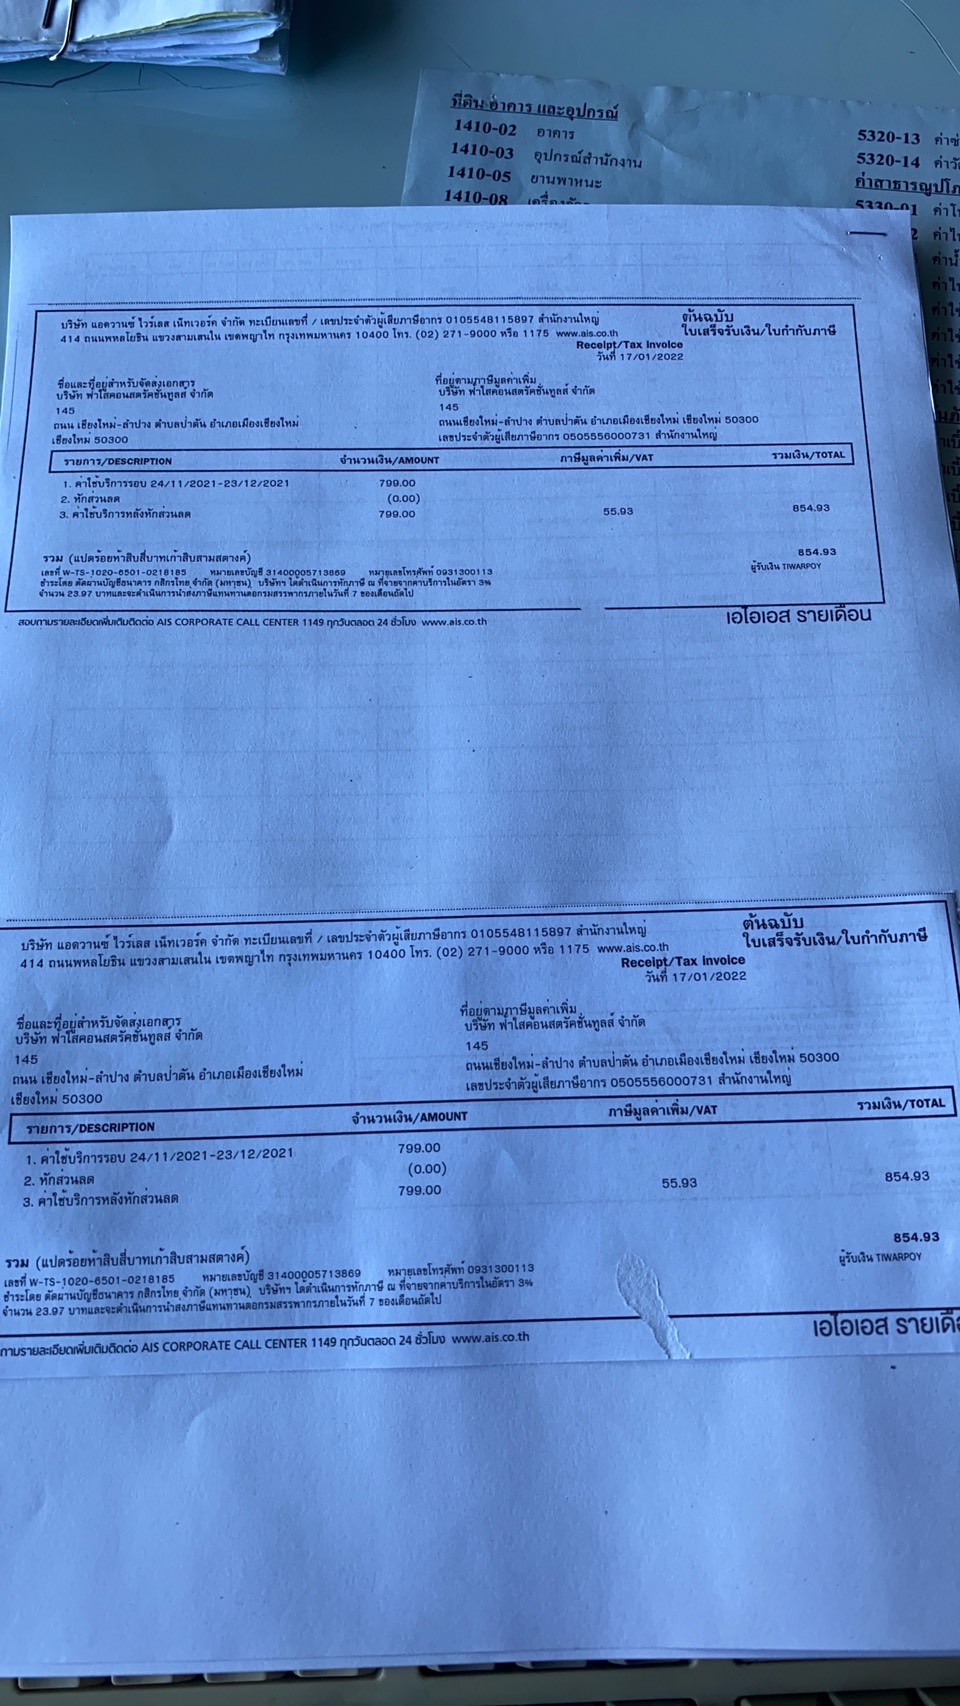 ที่ดิน อาคาร และอุปกรณ์
1410-02 อาคาร
1410-03 อุปกรณ์สำนักงาน
1410-05 ยานพาหนะ
1410-08
5320-13
5320-14
5330-01
บริษัท แอดวานซ์ ไวร์เลส เน็ทเวอร์ค จำกัด ทะเบียนเลขที่ / เลขประจำตัวผู้เสียภาษีอากร 0105548115897 สำนักงานใหญ่
414 ถนนพหลโยธิน แขวงสามเสนใน เขตพญาไท กรุงเทพมหานคร 10400 โทร. (02) 271-9000 หรือ 1175 www.ais.co.th
ต้นฉบับ
ใบเสร็จรับเงิน/ใบกำกับภาษี
Receipt/Tax Invoice
วันที่ 17/01/2022
ชื่อและที่อยู่สำหรับจัดส่งเอกสาร
บริษัท ฟ้าใสคอนสตรัคชั่นทูลส์ จำกัด
145
ถนน เชียงใหม่-ลำปาง ตำบลป่าตัน อำเภอเมืองเชียงใหม่
เชียงใหม่ 50300
ที่อยู่ตามภาษีมูลค่าเพิ่ม
บริษัท ฟ้าใสคอนสตรัคชั่นทูลส์ จำกัด
145
ถนนเชียงใหม่-ลำปาง ตำบลป่าตัน อำเภอเมืองเชียงใหม่ เชียงใหม่ 50300
เลขประจำตัวผู้เสียภาษีอากร 0505556000731 สำนักงานใหญ่
รายการ/DESCRIPTION จำนวนเงิน/AMOUNT ภาษีมูลค่าเพิ่ม/VAT รวมเงิน/TOTAL
1. ค่าใช้บริการรอบ 24/11/2021-23/12/2021 799.00
2. หักส่วนลด (0.00)
3. ค่าใช้บริการหลังหักส่วนลด 799.00 55.93 854.93
รวม (แปดร้อยห้าสิบสี่บาทเก้าสิบสามสตางค์) 854.93
เลขที่ W-TS-1020-6501-0218185 หมายเลขบัญชี 31400005713869 หมายเลขโทรศัพท์ 0931300113 ผู้รับเงิน TIWARPOY
ชำระโดย ตัดผ่านบัญชีธนาคาร กสิกรไทย จำกัด (มหาชน) บริษัทฯ ได้ดำเนินการหักภาษี ณ ที่จ่ายจากค่าบริการในอัตรา 3%
จำนวน 23.97 บาทและจะดำเนินการนำส่งภาษีแทนท่านต่อกรมสรรพากรภายในวันที่ 7 ของเดือนถัดไป
สอบถามรายละเอียดเพิ่มเติมติดต่อ AIS CORPORATE CALL CENTER 1149 ทุกวันตลอด 24 ชั่วโมง www.ais.co.th
เอไอเอส รายเดือน
บริษัท แอดวานซ์ ไวร์เลส เน็ทเวอร์ค จำกัด ทะเบียนเลขที่ / เลขประจำตัวผู้เสียภาษีอากร 0105548115897 สำนักงานใหญ่
414 ถนนพหลโยธิน แขวงสามเสนใน เขตพญาไท กรุงเทพมหานคร 10400 โทร. (02) 271-9000 หรือ 1175 www.ais.co.th
ต้นฉบับ
ใบเสร็จรับเงิน/ใบกำกับภาษี
Receipt/Tax Invoice
วันที่ 17/01/2022
ชื่อและที่อยู่สำหรับจัดส่งเอกสาร
บริษัท ฟ้าใสคอนสตรัคชั่นทูลส์ จำกัด
145
ถนน เชียงใหม่-ลำปาง ตำบลป่าตัน อำเภอเมืองเชียงใหม่
เชียงใหม่ 50300
ที่อยู่ตามภาษีมูลค่าเพิ่ม
บริษัท ฟ้าใสคอนสตรัคชั่นทูลส์ จำกัด
145
ถนนเชียงใหม่-ลำปาง ตำบลป่าตัน อำเภอเมืองเชียงใหม่ เชียงใหม่ 50300
เลขประจำตัวผู้เสียภาษีอากร 0505556000731 สำนักงานใหญ่
รายการ/DESCRIPTION จำนวนเงิน/AMOUNT ภาษีมูลค่าเพิ่ม/VAT รวมเงิน/TOTAL
1. ค่าใช้บริการรอบ 24/11/2021-23/12/2021 799.00
2. หักส่วนลด (0.00)
3. ค่าใช้บริการหลังหักส่วนลด 799.00 55.93 854.93
รวม (แปดร้อยห้าสิบสี่บาทเก้าสิบสามสตางค์) 854.93
เลขที่ W-TS-1020-6501-0218185 หมายเลขบัญชี 31400005713869 หมายเลขโทรศัพท์ 0931300113 ผู้รับเงิน TIWARPOY
ชำระโดย ตัดผ่านบัญชีธนาคาร กสิกรไทย จำกัด (มหาชน) บริษัทฯ ได้ดำเนินการหักภาษี ณ ที่จ่ายจากค่าบริการในอัตรา 3%
จำนวน 23.97 บาทและจะดำเนินการนำส่งภาษีแทนท่านต่อกรมสรรพากรภายในวันที่ 7 ของเดือนถัดไป
ถามรายละเอียดเพิ่มเติมติดต่อ AIS CORPORATE CALL CENTER 1149 ทุกวันตลอด 24 ชั่วโมง www.ais.co.th
เอไอเอส รายเดือ